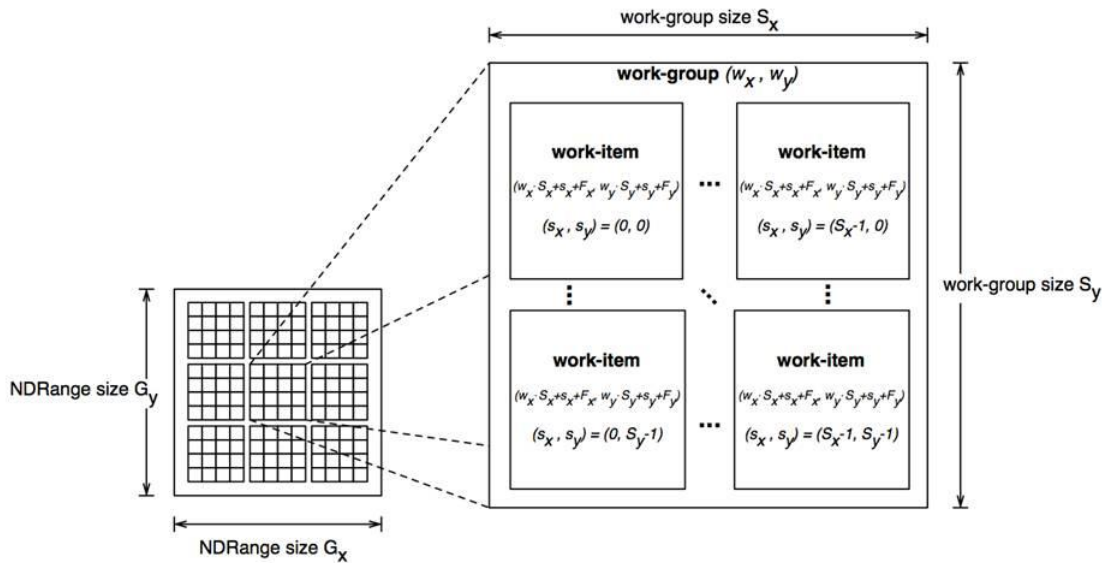 work-group size Sx
work-group (wx , wy)
work-item
(wx· Sx+sx+Fx, wy· Sy+sy+Fy)
(sx , sy) = (0, 0)
...
work-item
(wx· Sx+sx+Fx, wy· Sy+sy+Fy)
(sx , sy) = (Sx-1, 0)
work-group size Sy
work-item
(wx· Sx+sx+Fx, wy· Sy+sy+Fy)
(sx , sy) = (0, Sy-1)
...
work-item
(wx· Sx+sx+Fx, wy· Sy+sy+Fy)
(sx , sy) = (Sx-1, Sy-1)
NDRange size Gy
NDRange size Gx